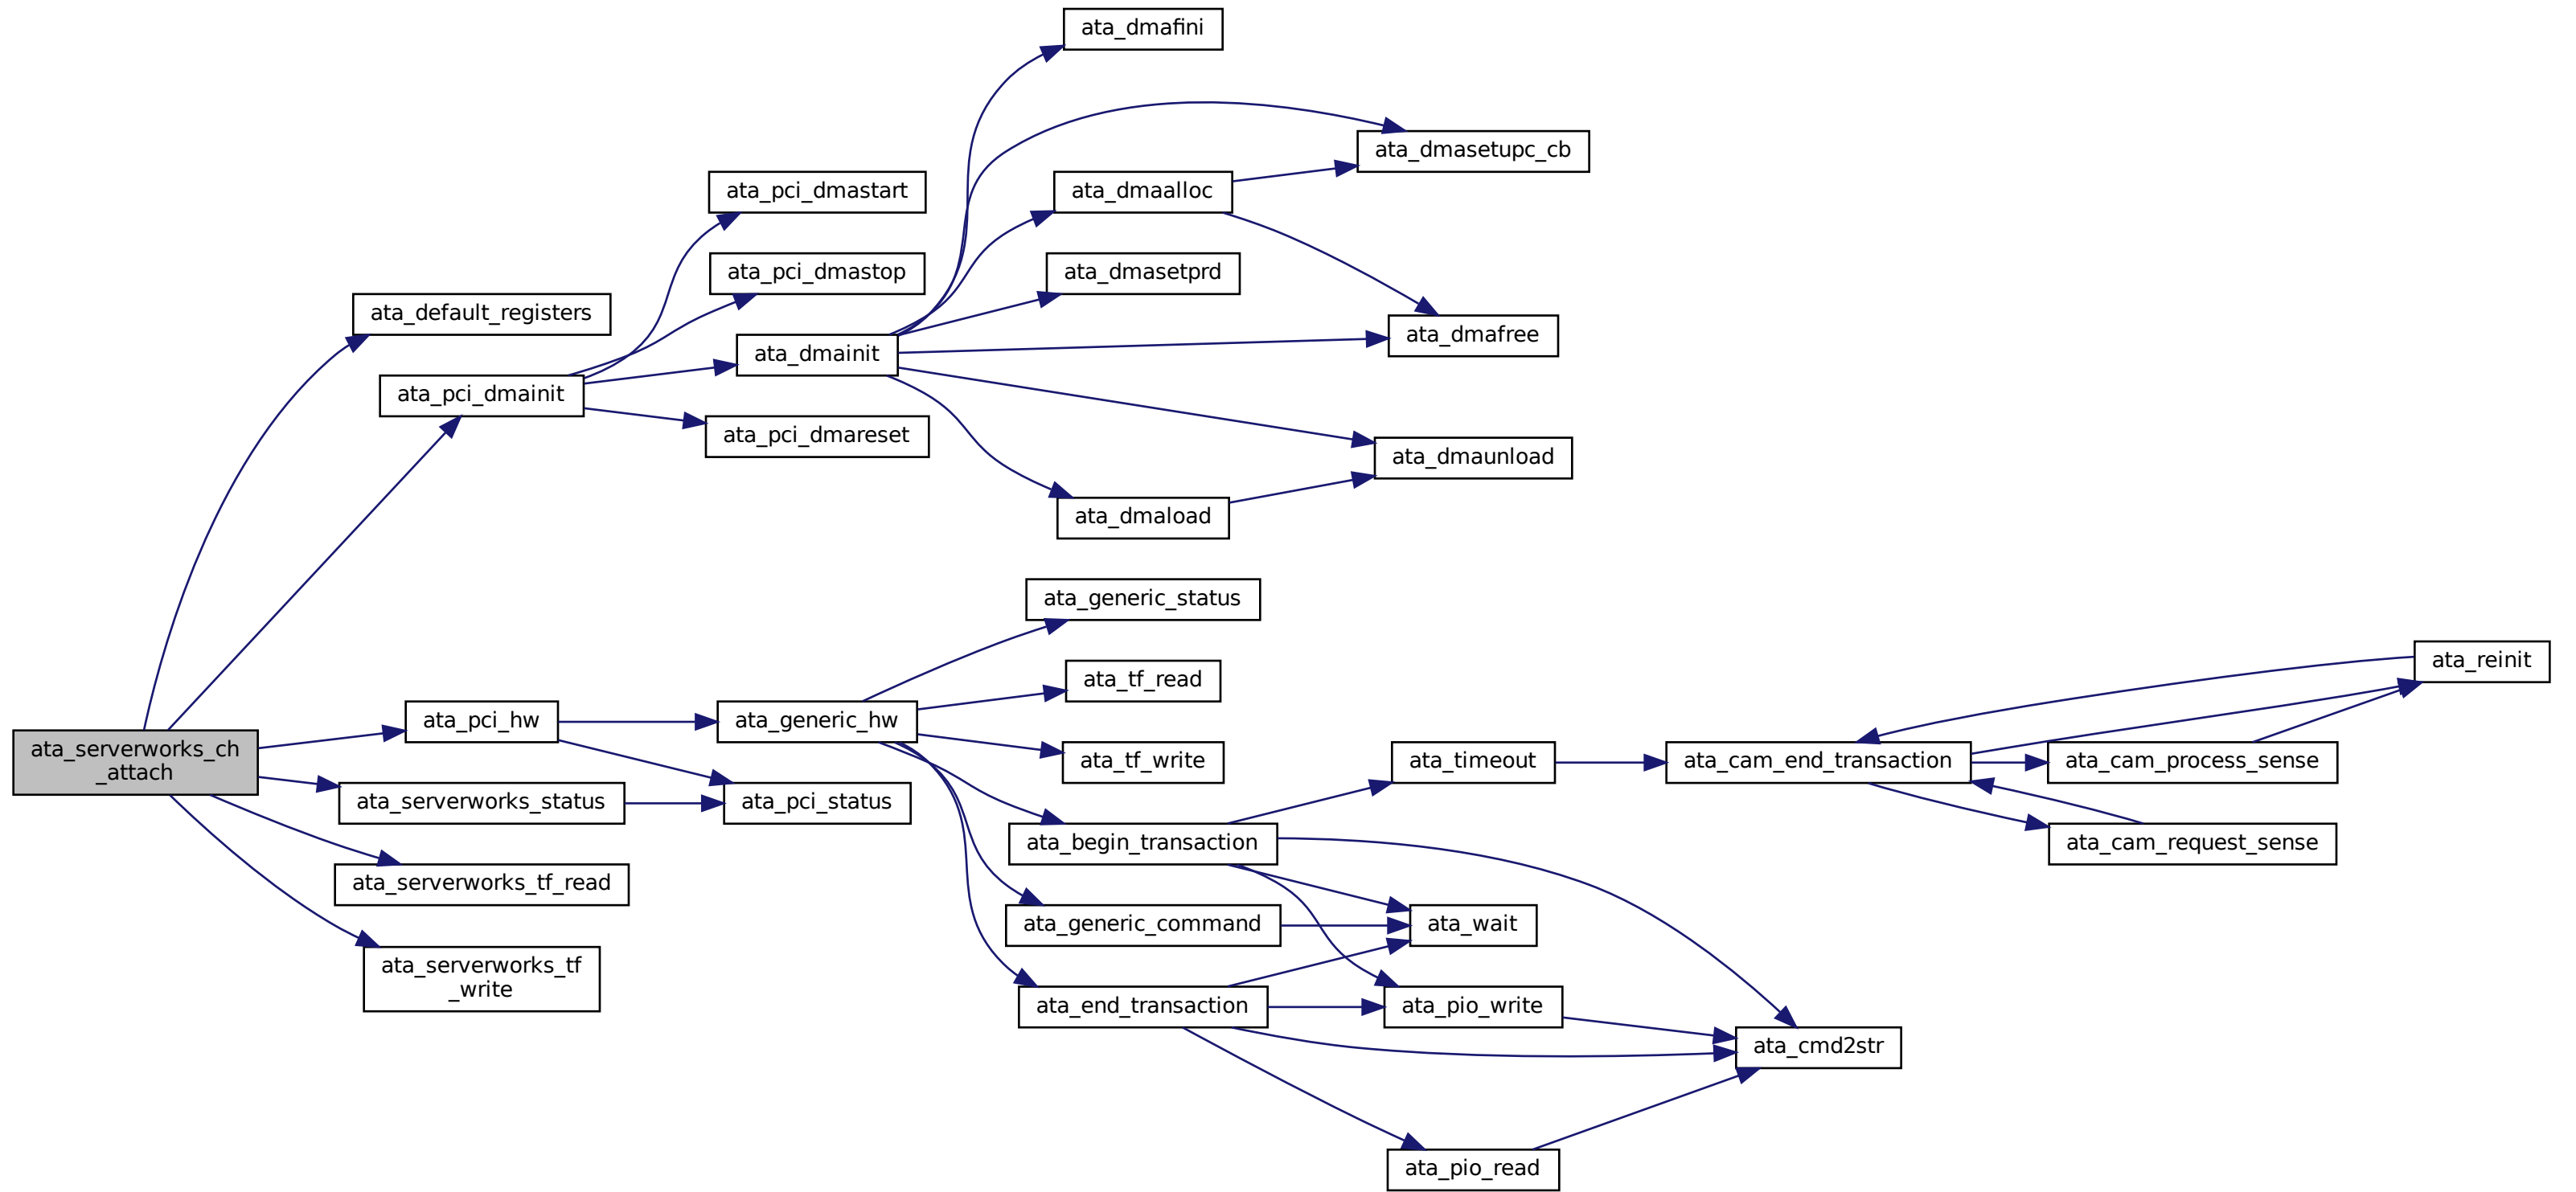 ata_dmafini
ata_dmasetupc_cb
ata_pci_dmastart
ata_dmaalloc
ata_pci_dmastop
ata_dmasetprd
ata_default_registers
ata_dmainit
ata_dmafree
ata_pci_dmainit
ata_pci_dmareset
ata_dmaunload
ata_dmaload
ata_generic_status
ata_reinit
ata_tf_read
ata_pci_hw
ata_generic_hw
ata_serverworks_ch
_attach
ata_tf_write
ata_timeout
ata_cam_end_transaction
ata_cam_process_sense
ata_serverworks_status
ata_pci_status
ata_begin_transaction
ata_cam_request_sense
ata_serverworks_tf_read
ata_generic_command
ata_wait
ata_serverworks_tf
_write
ata_end_transaction
ata_pio_write
ata_cmd2str
ata_pio_read